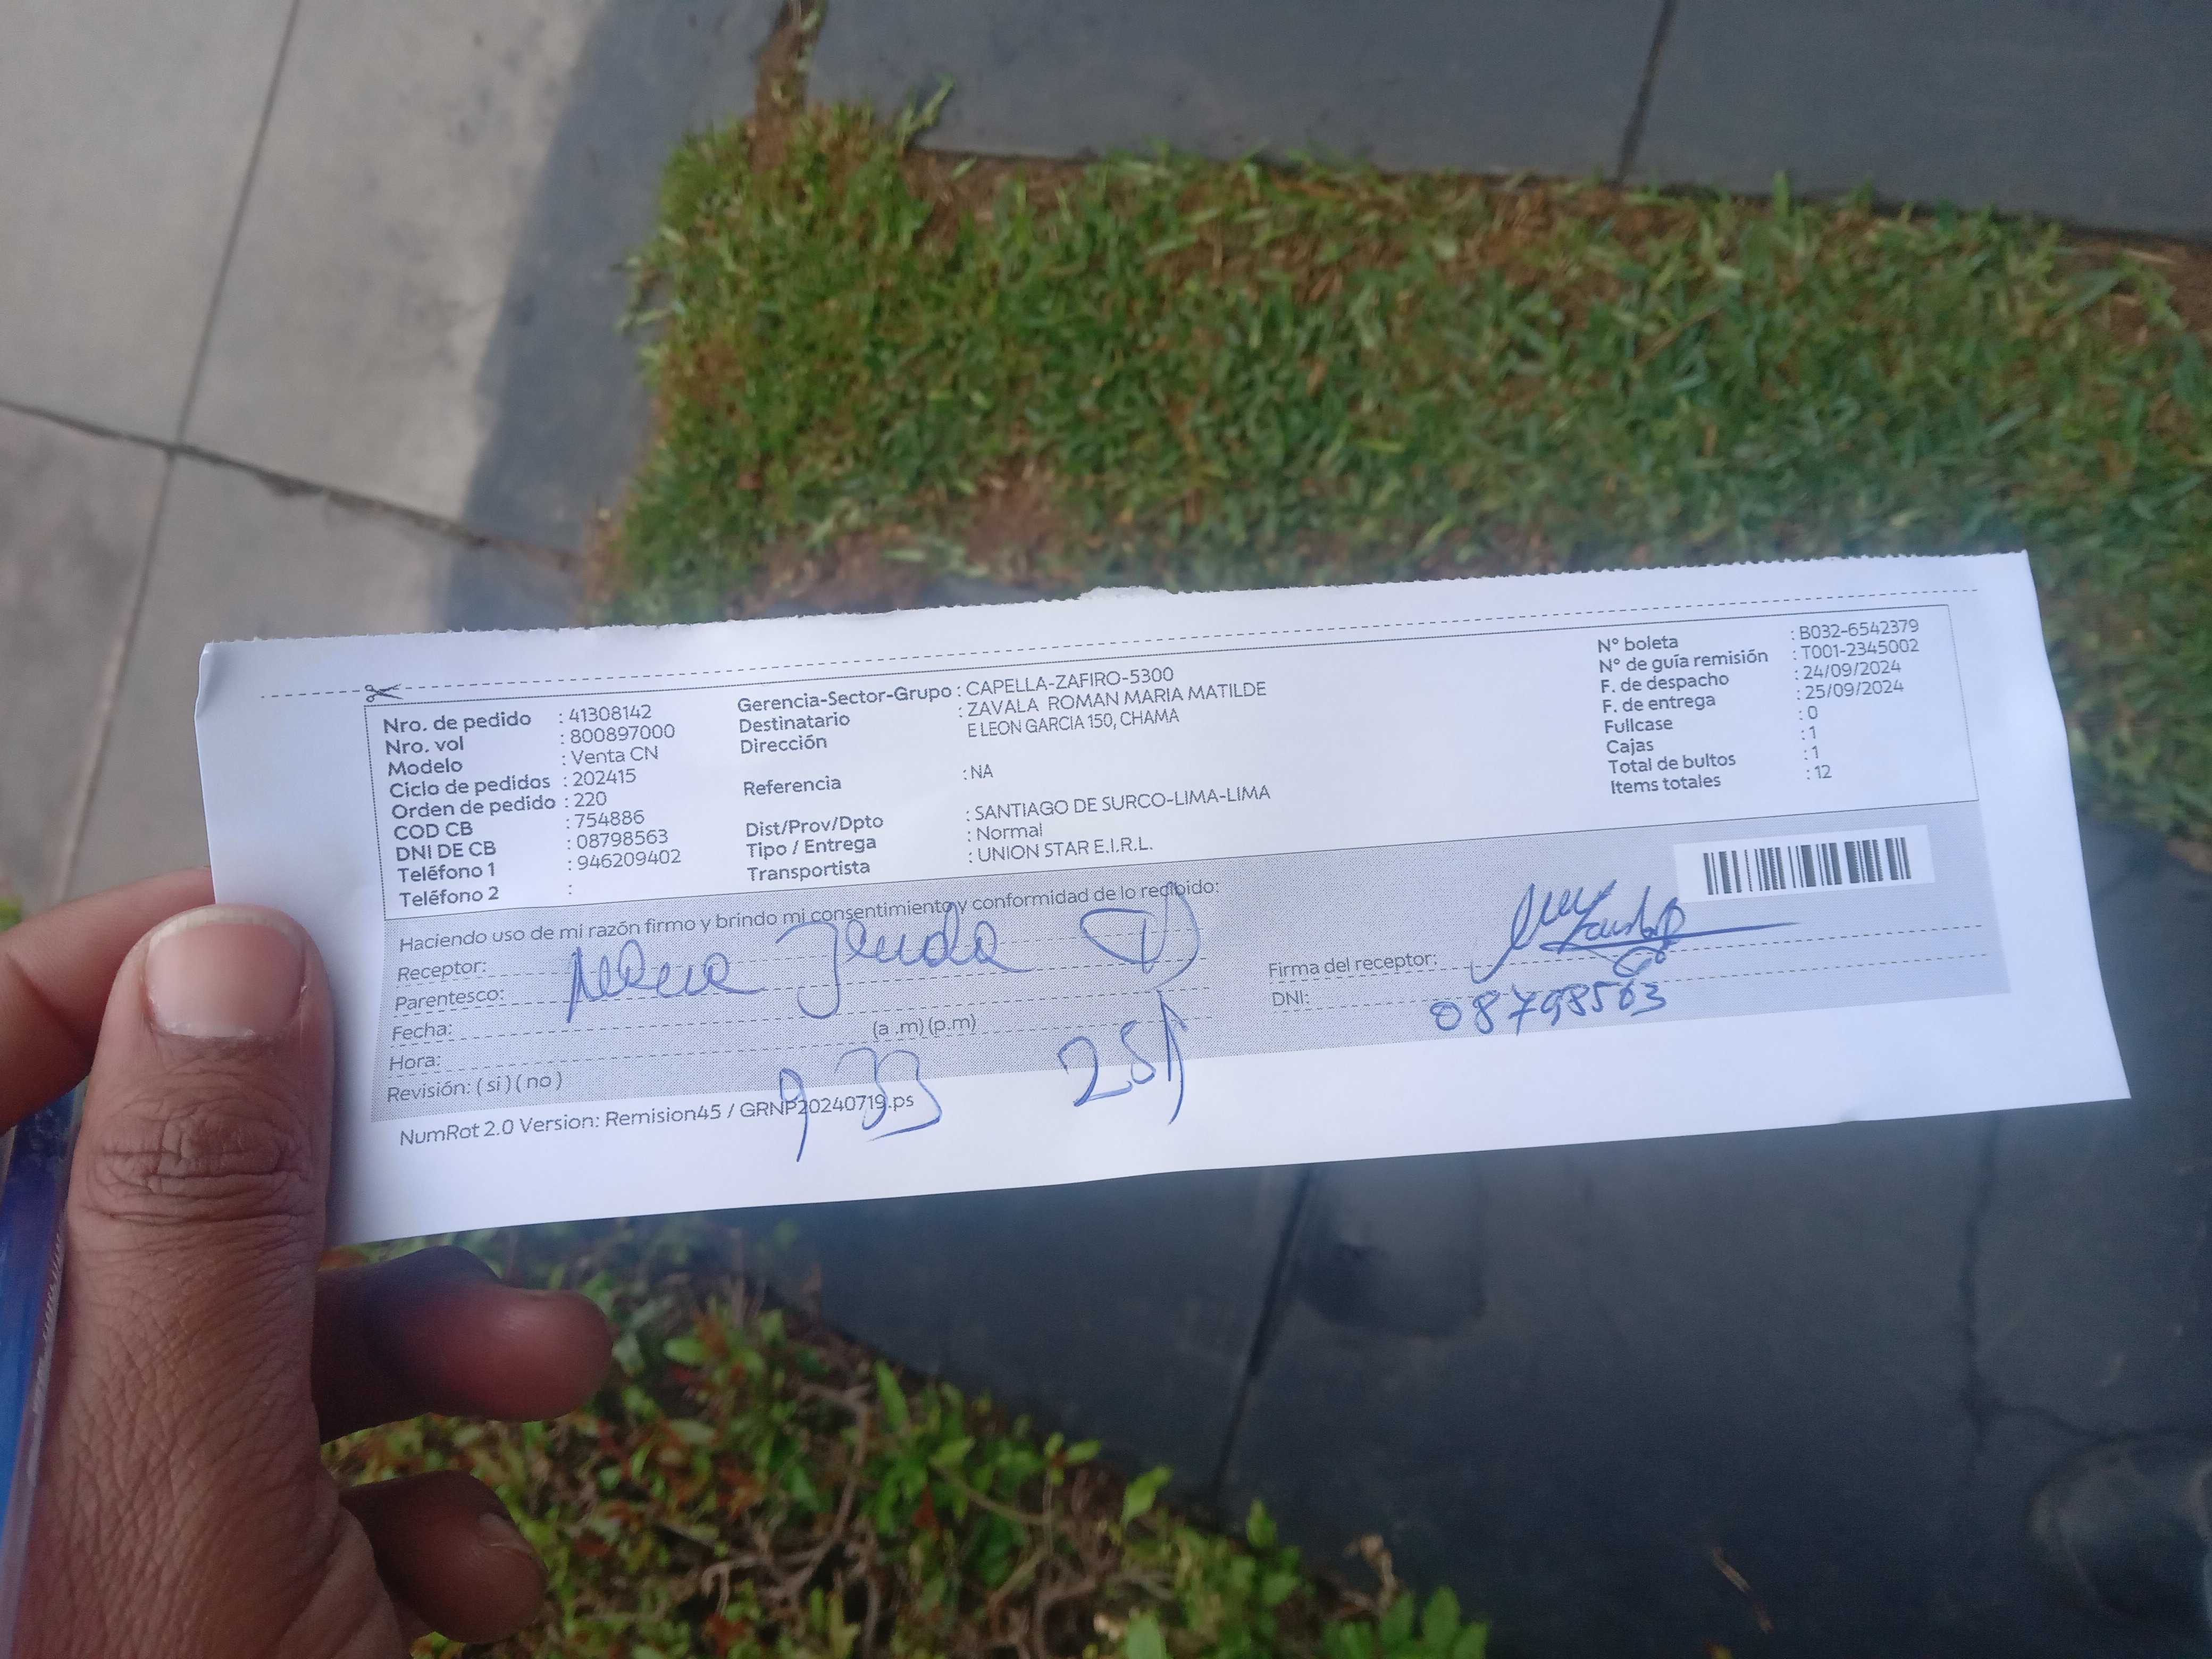 Nro. de pedido : 41308142
Nro. vol : 800897000
Modelo : Venta CN
Ciclo de pedidos : 202415
Orden de pedido : 220
COD CB : 754886
DNI DE CB : 08798563
Teléfono 1 : 946209402
Teléfono 2 :
Gerencia-Sector-Grupo : CAPELLA-ZAFIRO-5300
Destinatario : ZAVALA ROMAN MARIA MATILDE
Dirección E LEON GARCIA 150, CHAMA
Referencia : NA
Dist/Prov/Dpto : SANTIAGO DE SURCO-LIMA-LIMA
Tipo / Entrega : Normal
Transportista : UNION STAR E.I.R.L.
N° boleta : B032-6542379
N° de guía remisión : T001-2345002
F. de despacho : 24/09/2024
F. de entrega : 25/09/2024
Fullcase : 0
Cajas : 1
Total de bultos : 1
Items totales : 12
Haciendo uso de mi razón firmo y brindo mi consentimiento y conformidad de lo recibido:
Receptor:
Parentesco:
Fecha:
Hora: (a .m) (p.m)
Revisión: ( si ) ( no )
9 33
Firma del receptor:
DNI: 08798563
NumRot 2.0 Version: Remision45 / GRNP20240719.ps